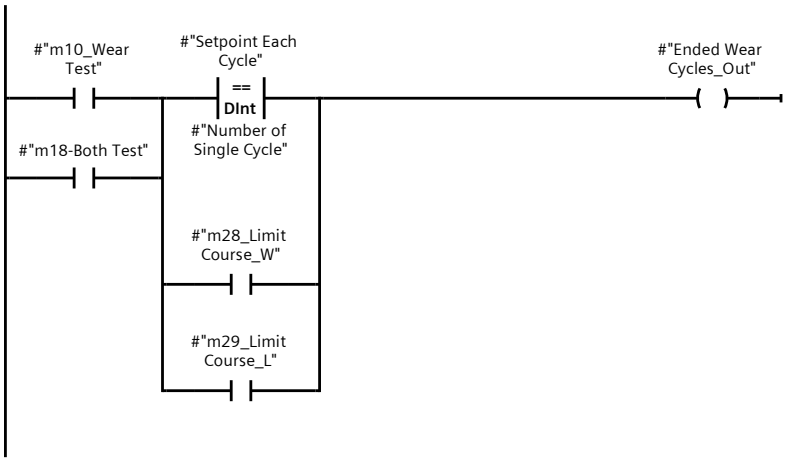 #"m10_Wear
Test"
#"Setpoint Each
Cycle"
#"Ended Wear
Cycles_Out"
==
DInt
#"Number of
Single Cycle"
#"m18-Both Test"
#"m28_Limit
Course_W"
#"m29_Limit
Course_L"